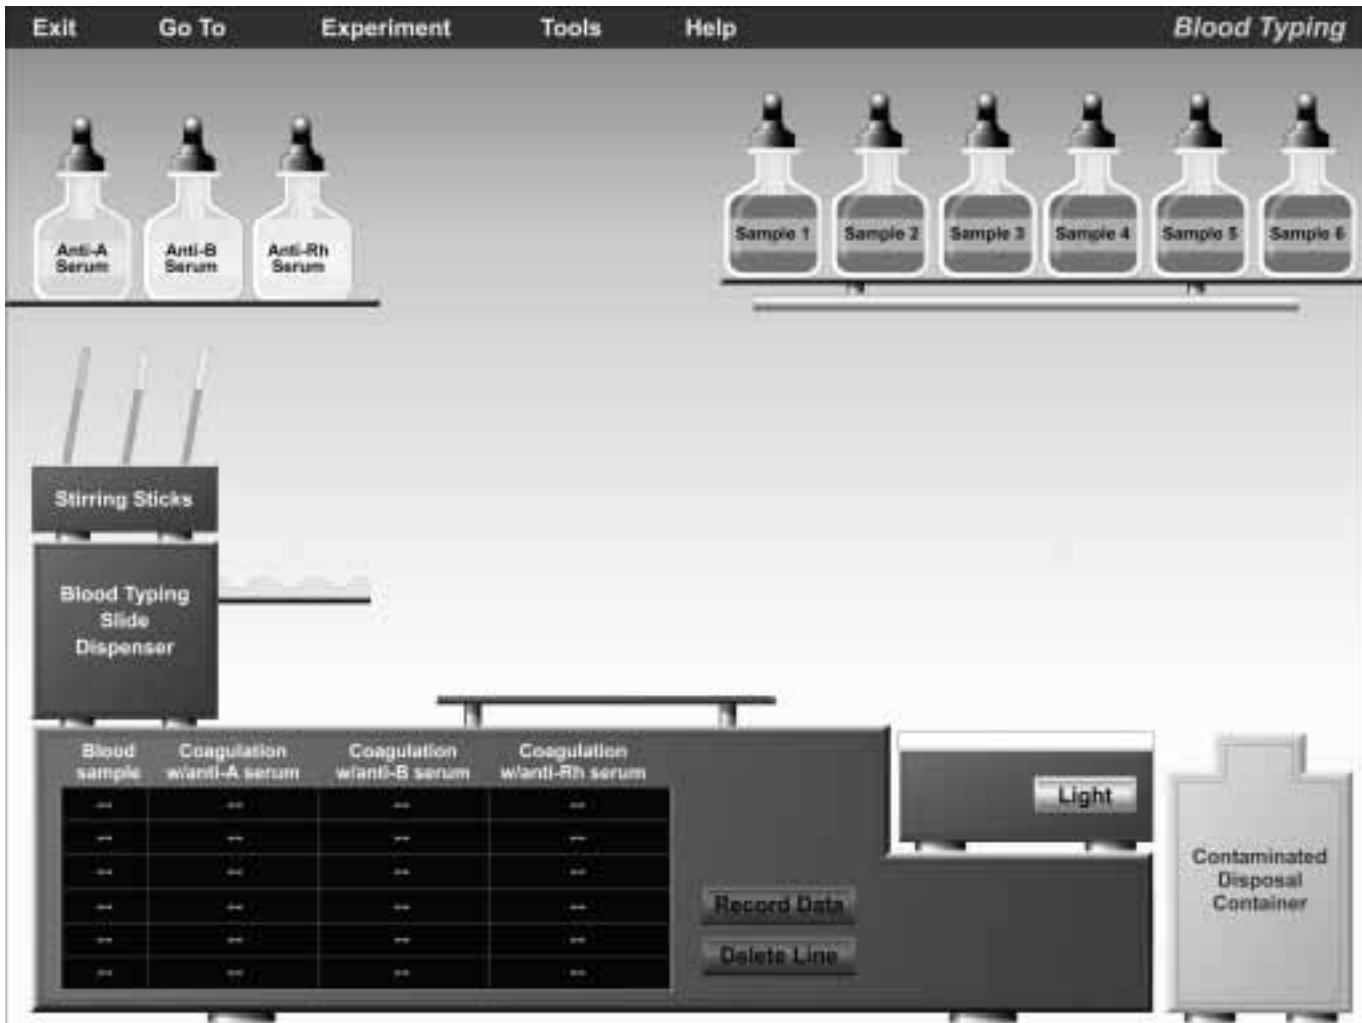 Exit Go To Experiment Tools Help Blood Typing
Anti-A
Serum
Anti-B
Serum
Anti-Rh
Serum
Sample 1
Sample 2
Sample 3
Sample 4
Sample 5
Sample 6
Stirring Sticks
Blood Typing
Slide
Dispenser
Blood
sample
Coagulation
w/anti-A serum
Coagulation
w/anti-B serum
Coagulation
w/anti-Rh serum
-- -- -- --
-- -- -- --
-- -- -- --
-- -- -- --
-- -- -- --
-- -- -- --
Record Data
Delete Line
Light
Contaminated
Disposal
Container